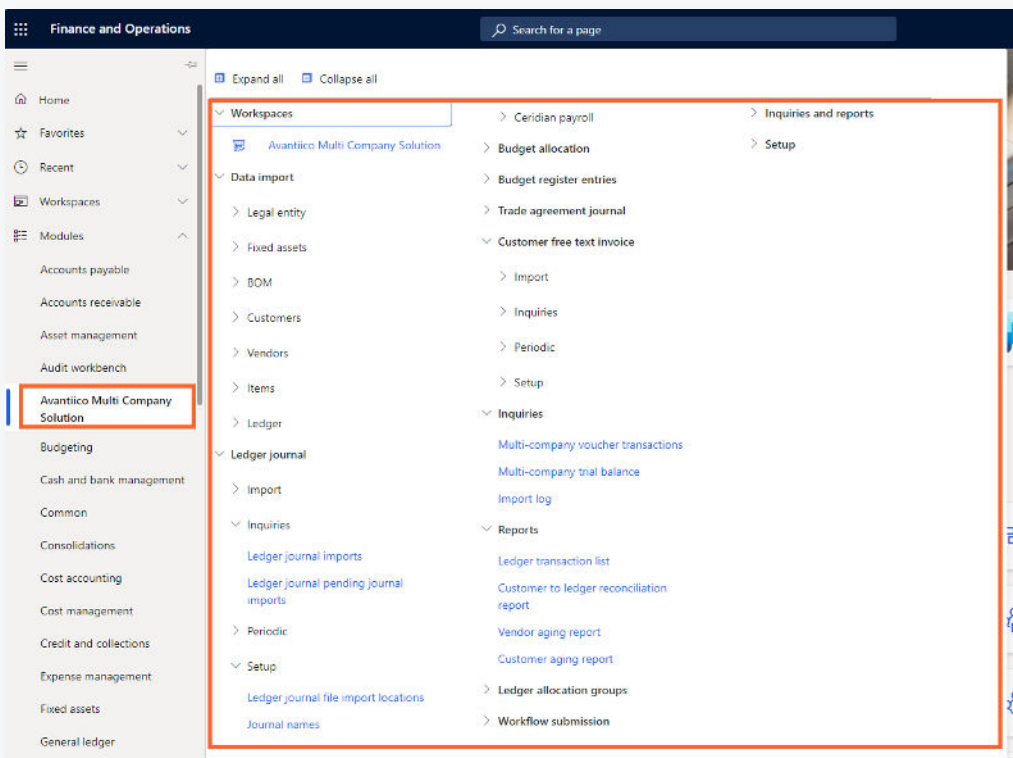 Finance and Operations
Search for a page
Home
Favorites
Recent
Workspaces
Modules
Accounts payable
Accounts receivable
Asset management
Audit workbench
Avantiico Multi Company
Solution
Budgeting
Cash and bank management
Common
Consolidations
Cost accounting
Cost management
Credit and collections
Expense management
Fixed assets
General ledger
Expand all
Collapse all
Workspaces
Avantiico Multi Company Solution
Data import
Legal entity
Fixed assets
BOM
Customers
Vendors
Items
Ledger
Ledger journal
Import
Inquiries
Ledger journal imports
Ledger journal pending journal
imports
Periodic
Setup
Ledger journal file import locations
Journal names
Ceridian payroll
Budget allocation
Budget register entries
Trade agreement journal
Customer free text invoice
Import
Inquiries
Periodic
Setup
Inquiries
Multi-company voucher transactions
Multi-company trial balance
Import log
Reports
Ledger transaction list
Customer to ledger reconciliation
report
Vendor aging report
Customer aging report
Ledger allocation groups
Workflow submission
Inquiries and reports
Setup